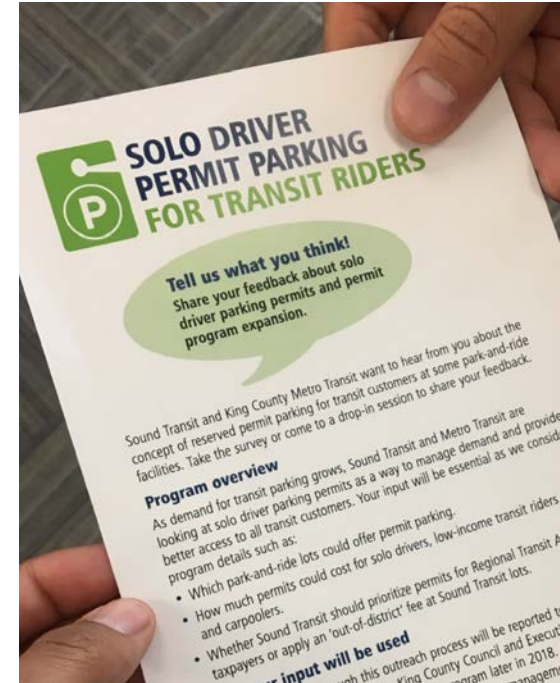 SOLO DRIVER
PERMIT PARKING
FOR TRANSIT RIDERS
P
Tell us what you think!
Share your feedback about solo
driver parking permits and permit
program expansion.
Sound Transit and King County Metro Transit want to hear from you about the
concept of reserved permit parking for transit customers at some park-and-ride
facilities. Take the survey or come to a drop-in session to share your feedback.
Program overview
As demand for transit parking grows, Sound Transit and Metro Transit are
looking at solo driver parking permits as a way to manage demand and provide
better access to all transit customers. Your input will be essential as we
program details such as:
• Which park-and-ride lots could offer permit parking.
• How much permits could cost for solo drivers, low-income transit riders
and carpoolers.
• Whether Sound Transit should prioritize permits for Regional Transit
taxpayers or apply an 'out-of-district' fee at Sound Transit lots.
input will be used
this outreach process will be reported
King County Council and
later in 2018.